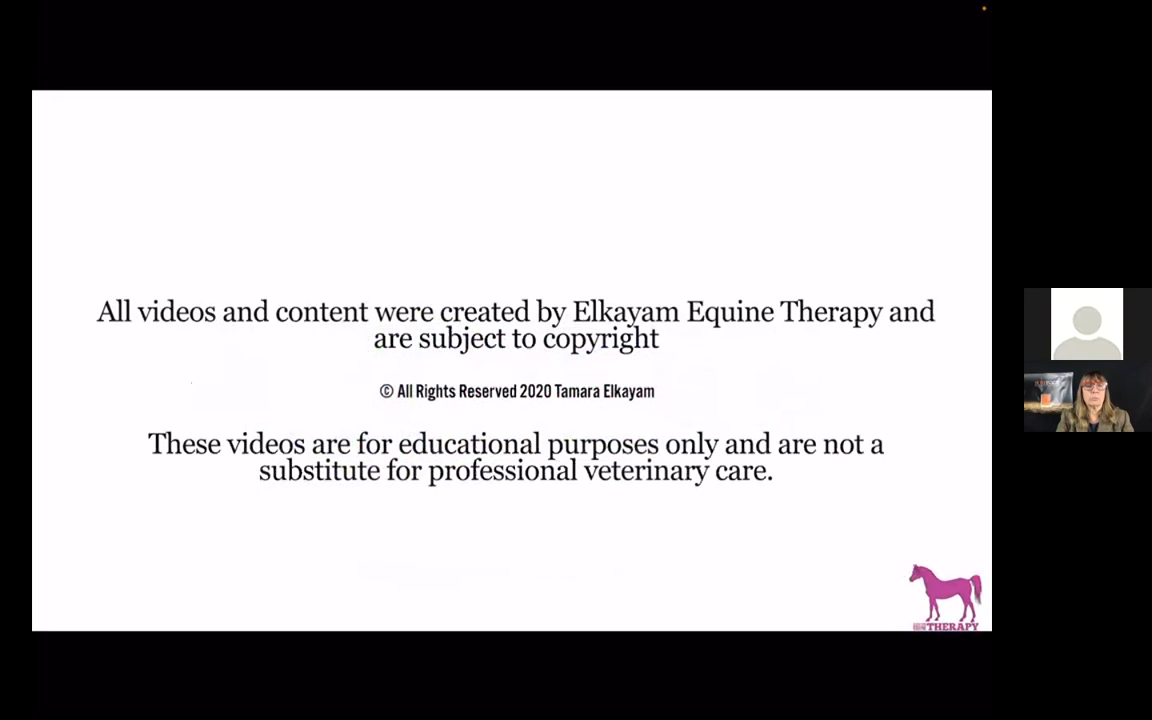 All videos and content were created by Elkayam Equine Therapy and
are subject to copyright
© All Rights Reserved 2020 Tamara Elkayam
These videos are for educational purposes only and are not a
substitute for professional veterinary care.
THERAPY